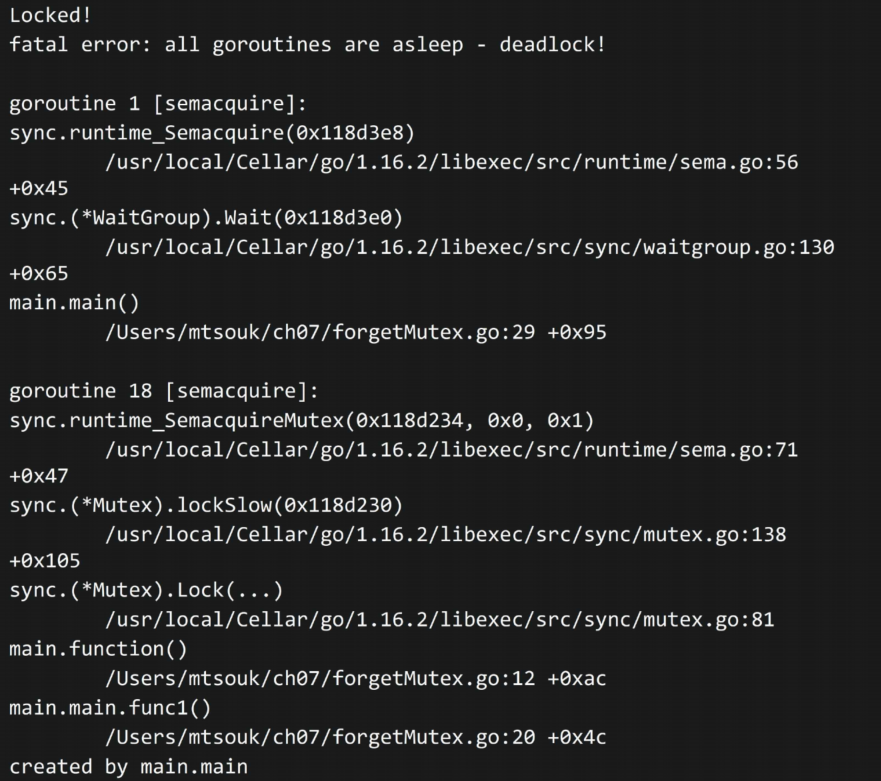 Locked!
fatal error: all goroutines are asleep - deadlock!
goroutine 1 [semacquire]:
sync.runtime_Semacquire(0x118d3e8)
/usr/local/Cellar/go/1.16.2/libexec/src/runtime/sema.go:56
+0x45
sync.(*WaitGroup).Wait(0x118d3e0)
/usr/local/Cellar/go/1.16.2/libexec/src/sync/waitgroup.go:130
+0x65
main.main()
/Users/mtsouk/ch07/forgetMutex.go:29 +0x95
goroutine 18 [semacquire]:
sync.runtime_SemacquireMutex(0x118d234, 0x0, 0x1)
/usr/local/Cellar/go/1.16.2/libexec/src/runtime/sema.go:71
+0x47
sync.(*Mutex).lockSlow(0x118d230)
/usr/local/Cellar/go/1.16.2/libexec/src/sync/mutex.go:138
+0x105
sync.(*Mutex).Lock(...)
/usr/local/Cellar/go/1.16.2/libexec/src/sync/mutex.go:81
main.function()
/Users/mtsouk/ch07/forgetMutex.go:12 +0xac
main.main.func1()
/Users/mtsouk/ch07/forgetMutex.go:20 +0x4c
created by main.main